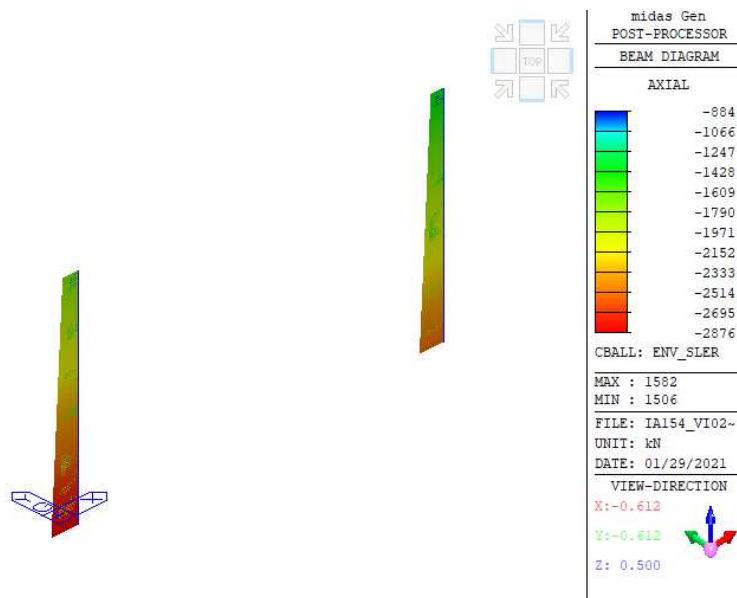 midas Gen
POST-PROCESSOR
BEAM DIAGRAM
AXIAL
-884
-1066
-1247
-1428
-1609
-1790
-1971
-2152
-2333
-2514
-2695
-2876
CBALL: ENV_SLER
MAX : 1582
MIN : 1506
FILE: IA154_VI02~
UNIT: kN
DATE: 01/29/2021
VIEW-DIRECTION
X:-0.612
Y:-0.612
Z: 0.500
TOP